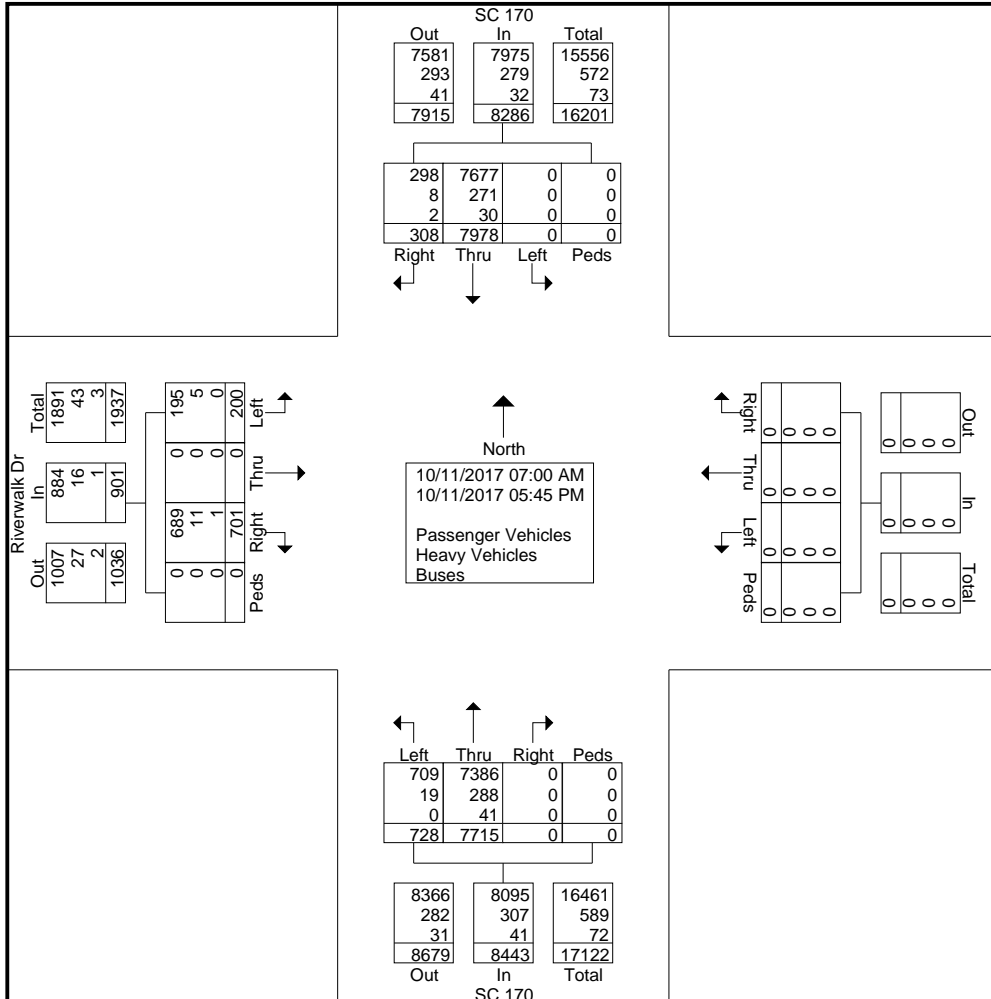 SC 170
Out In Total
7581 7975 15556
293 279 572
41 32 73
7915 8286 16201
298 7677 0 0
8 271 0 0
2 30 0 0
308 7978 0 0
Right Thru Left Peds
Riverwalk Dr
Total
1891
43
3
1937
In
884
16
1
901
Out
1007
27
2
1036
195
5
0
200
Left
0
0
0
0
Thru
689
11
1
701
Right
0
0
0
0
Peds
North
10/11/2017 07:00 AM
10/11/2017 05:45 PM
Passenger Vehicles
Heavy Vehicles
Buses
Right
0
0
0
0
Thru
0
0
0
0
Left
0
0
0
0
Peds
0
0
0
0
Out
0
0
0
0
In
0
0
0
0
Total
0
0
0
0
Left Thru Right Peds
709 7386 0 0
19 288 0 0
0 41 0 0
728 7715 0 0
8366 8095 16461
282 307 589
31 41 72
8679 8443 17122
Out In Total
SC 170